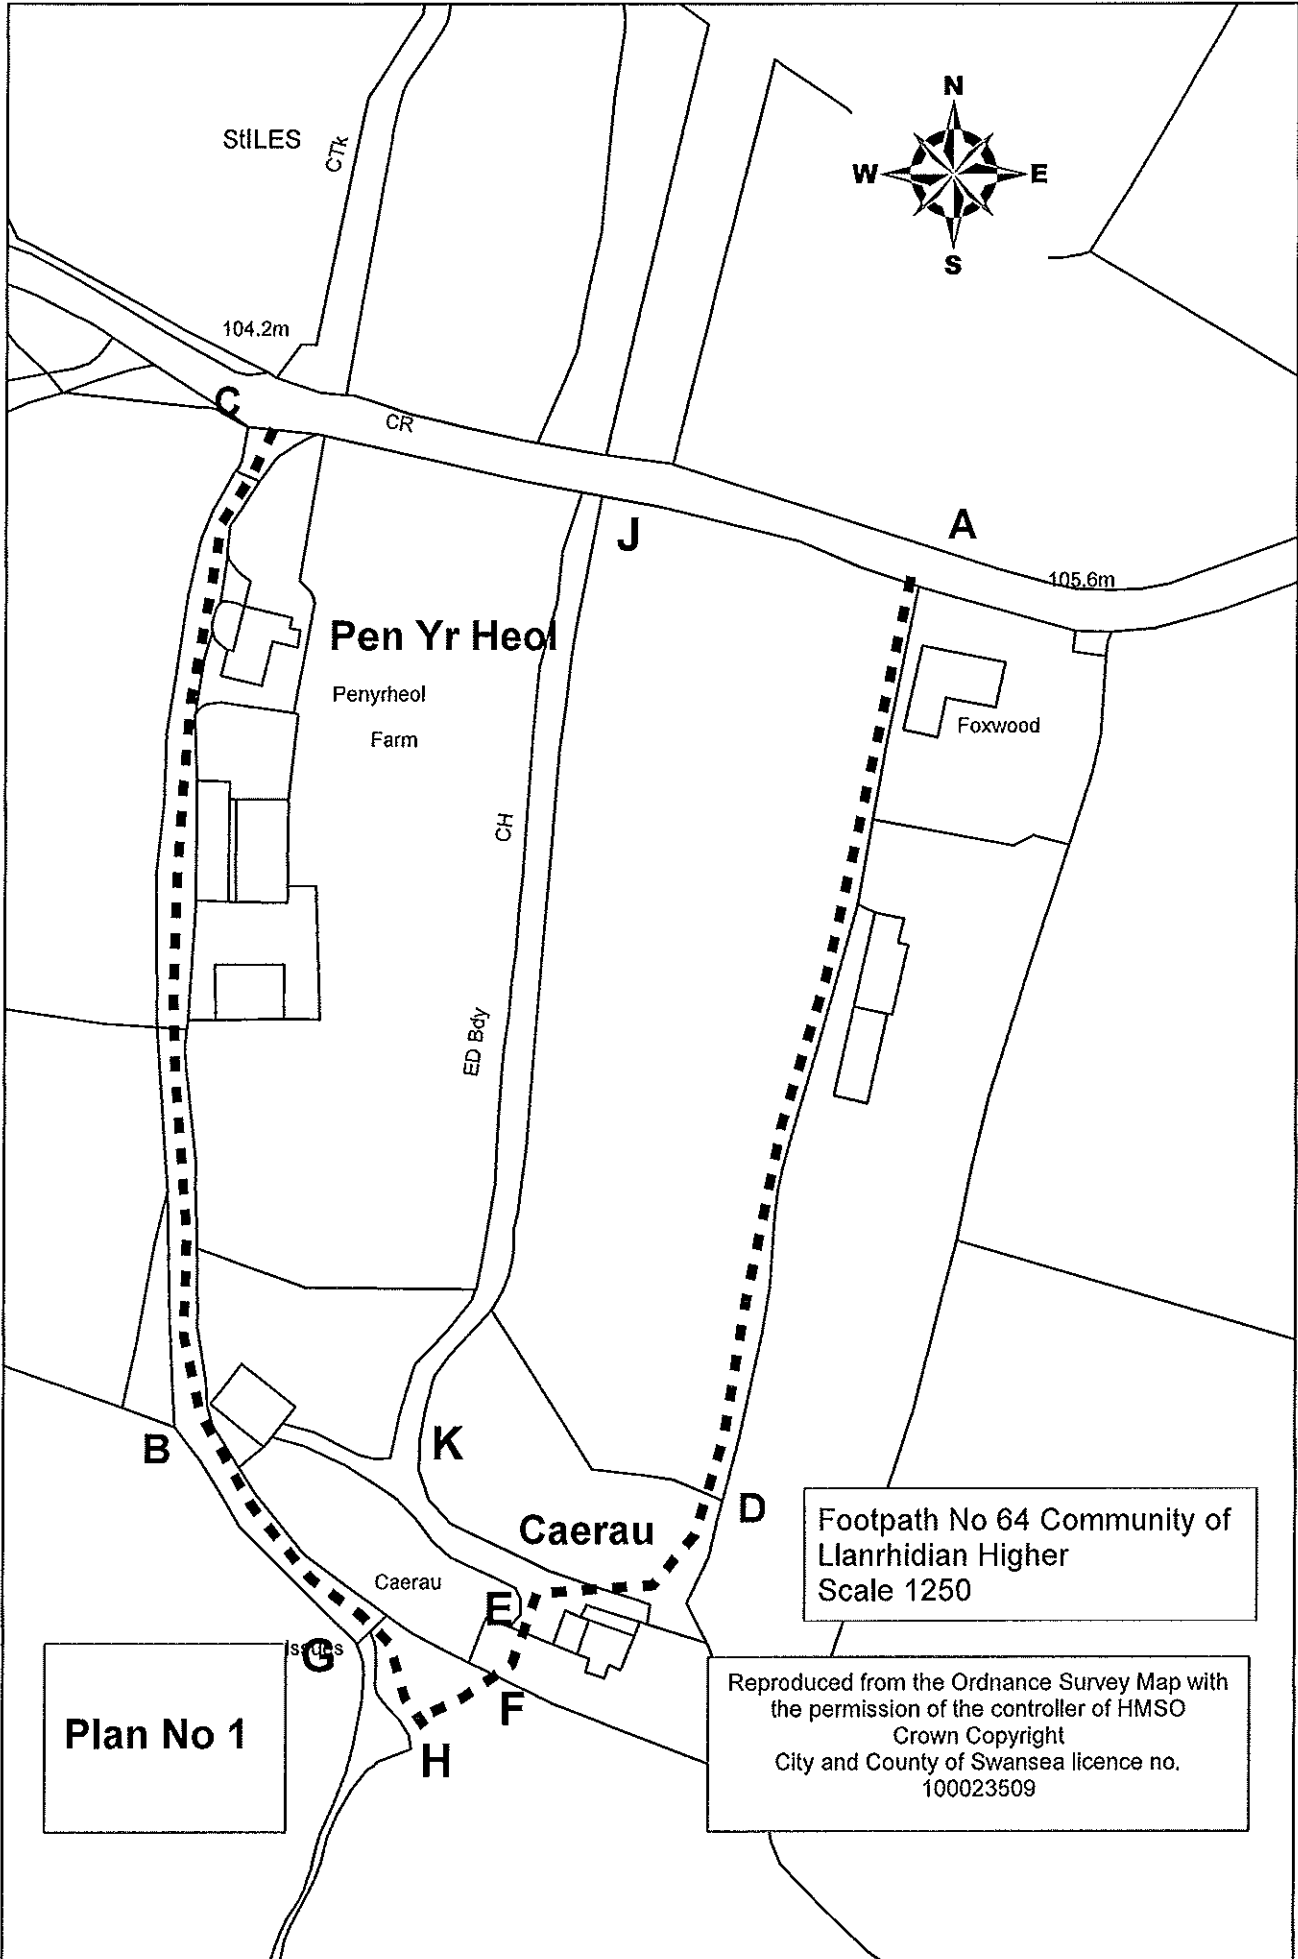 N
StILES
CTk
W
E
S
104.2m
C
CR
A
J
105.6m
Pen Yr Heol
Penyrheol
Farm
Foxwood
CH
ED Bdy
B
K
D
Caerau
Footpath No 64 Community of
Llanrhidian Higher
Scale 1250
Caerau
E
Issues
G
F
H
Plan No 1
Reproduced from the Ordnance Survey Map with
the permission of the controller of HMSO
Crown Copyright
City and County of Swansea licence no.
100023509